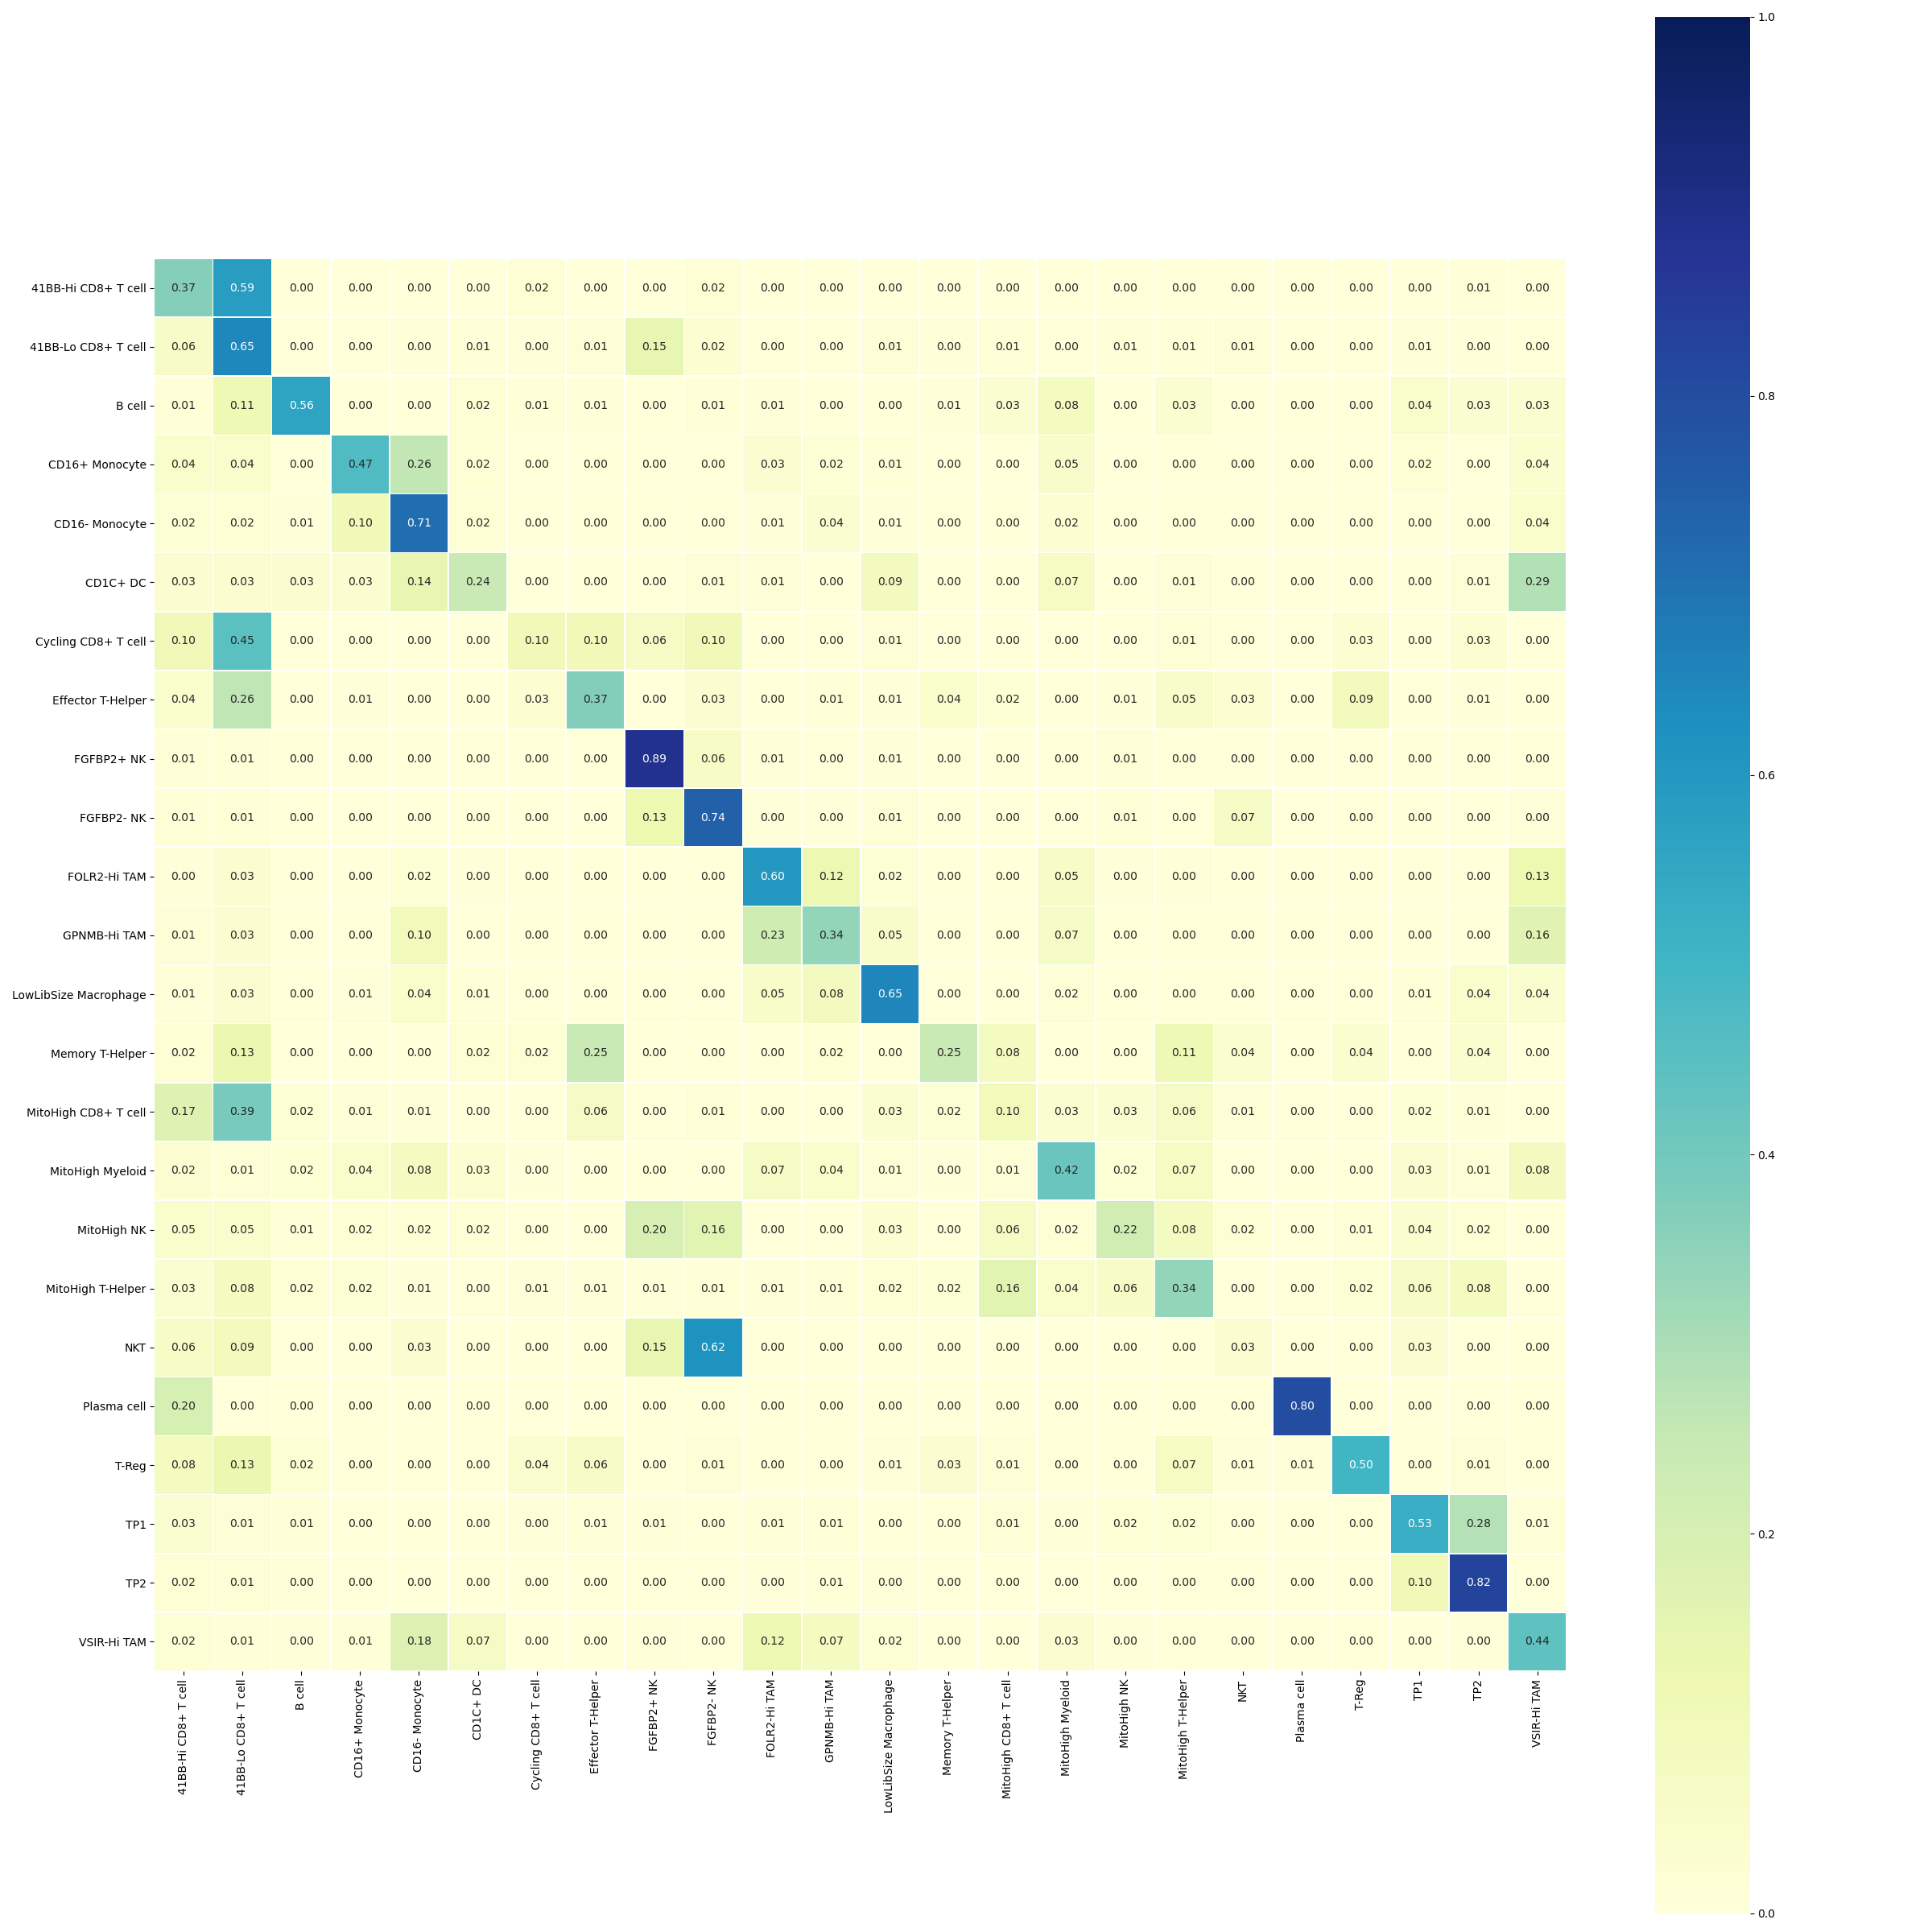 1.0
41BB-Hi CD8+ T cell 0.37 0.59 0.00 0.00 0.00 0.00 0.02 0.00 0.00 0.02 0.00 0.00 0.00 0.00 0.00 0.00 0.00 0.00 0.00 0.00 0.00 0.00 0.01 0.00
41BB-Lo CD8+ T cell 0.06 0.65 0.00 0.00 0.00 0.01 0.00 0.01 0.15 0.02 0.00 0.00 0.01 0.00 0.01 0.00 0.01 0.01 0.01 0.00 0.00 0.01 0.00 0.00
0.8
B cell 0.01 0.11 0.56 0.00 0.00 0.02 0.01 0.01 0.00 0.01 0.01 0.00 0.00 0.01 0.03 0.08 0.00 0.03 0.00 0.00 0.00 0.04 0.03 0.03
CD16+ Monocyte 0.04 0.04 0.00 0.47 0.26 0.02 0.00 0.00 0.00 0.00 0.03 0.02 0.01 0.00 0.00 0.05 0.00 0.00 0.00 0.00 0.00 0.02 0.00 0.04
CD16- Monocyte 0.02 0.02 0.01 0.10 0.71 0.02 0.00 0.00 0.00 0.00 0.01 0.04 0.01 0.00 0.00 0.02 0.00 0.00 0.00 0.00 0.00 0.00 0.00 0.04
CD1C+ DC 0.03 0.03 0.03 0.03 0.14 0.24 0.00 0.00 0.00 0.01 0.01 0.00 0.09 0.00 0.00 0.07 0.00 0.01 0.00 0.00 0.00 0.00 0.01 0.29
Cycling CD8+ T cell 0.10 0.45 0.00 0.00 0.00 0.00 0.10 0.10 0.06 0.10 0.00 0.00 0.01 0.00 0.00 0.00 0.00 0.01 0.00 0.00 0.03 0.00 0.03 0.00
Effector T-Helper 0.04 0.26 0.00 0.01 0.00 0.00 0.03 0.37 0.00 0.03 0.00 0.01 0.01 0.04 0.02 0.00 0.01 0.05 0.03 0.00 0.09 0.00 0.01 0.00
FGFBP2+ NK 0.01 0.01 0.00 0.00 0.00 0.00 0.00 0.00 0.89 0.06 0.01 0.00 0.01 0.00 0.00 0.00 0.01 0.00 0.00 0.00 0.00 0.00 0.00 0.00
0.6
FGFBP2- NK 0.01 0.01 0.00 0.00 0.00 0.00 0.00 0.00 0.13 0.74 0.00 0.00 0.01 0.00 0.00 0.00 0.01 0.00 0.07 0.00 0.00 0.00 0.00 0.00
FOLR2-Hi TAM 0.00 0.03 0.00 0.00 0.02 0.00 0.00 0.00 0.00 0.00 0.60 0.12 0.02 0.00 0.00 0.05 0.00 0.00 0.00 0.00 0.00 0.00 0.00 0.13
GPNMB-Hi TAM 0.01 0.03 0.00 0.00 0.10 0.00 0.00 0.00 0.00 0.00 0.23 0.34 0.05 0.00 0.00 0.07 0.00 0.00 0.00 0.00 0.00 0.00 0.00 0.16
LowLibSize Macrophage 0.01 0.03 0.00 0.01 0.04 0.01 0.00 0.00 0.00 0.00 0.05 0.08 0.65 0.00 0.00 0.02 0.00 0.00 0.00 0.00 0.00 0.01 0.04 0.04
Memory T-Helper 0.02 0.13 0.00 0.00 0.00 0.02 0.02 0.25 0.00 0.00 0.00 0.02 0.00 0.25 0.08 0.00 0.00 0.11 0.04 0.00 0.04 0.00 0.04 0.00
MitoHigh CD8+ T cell 0.17 0.39 0.02 0.01 0.01 0.00 0.00 0.06 0.00 0.01 0.00 0.00 0.03 0.02 0.10 0.03 0.03 0.06 0.01 0.00 0.00 0.02 0.01 0.00
0.4
MitoHigh Myeloid 0.02 0.01 0.02 0.04 0.08 0.03 0.00 0.00 0.00 0.00 0.07 0.04 0.01 0.00 0.01 0.42 0.02 0.07 0.00 0.00 0.00 0.03 0.01 0.08
MitoHigh NK 0.05 0.05 0.01 0.02 0.02 0.02 0.00 0.00 0.20 0.16 0.00 0.00 0.03 0.00 0.06 0.02 0.22 0.08 0.02 0.00 0.01 0.04 0.02 0.00
MitoHigh T-Helper 0.03 0.08 0.02 0.02 0.01 0.00 0.01 0.01 0.01 0.01 0.01 0.01 0.02 0.02 0.16 0.04 0.06 0.34 0.00 0.00 0.02 0.06 0.08 0.00
NKT 0.06 0.09 0.00 0.00 0.03 0.00 0.00 0.00 0.15 0.62 0.00 0.00 0.00 0.00 0.00 0.00 0.00 0.00 0.03 0.00 0.00 0.03 0.00 0.00
Plasma cell 0.20 0.00 0.00 0.00 0.00 0.00 0.00 0.00 0.00 0.00 0.00 0.00 0.00 0.00 0.00 0.00 0.00 0.00 0.00 0.80 0.00 0.00 0.00 0.00
T-Reg 0.08 0.13 0.02 0.00 0.00 0.00 0.04 0.06 0.00 0.01 0.00 0.00 0.01 0.03 0.01 0.00 0.00 0.07 0.01 0.01 0.50 0.00 0.01 0.00
TP1 0.03 0.01 0.01 0.00 0.00 0.00 0.00 0.01 0.01 0.00 0.01 0.01 0.00 0.00 0.01 0.00 0.02 0.02 0.00 0.00 0.00 0.53 0.28 0.01
0.2
TP2 0.02 0.01 0.00 0.00 0.00 0.00 0.00 0.00 0.00 0.00 0.00 0.01 0.00 0.00 0.00 0.00 0.00 0.00 0.00 0.00 0.00 0.10 0.82 0.00
VSIR-Hi TAM 0.02 0.01 0.00 0.01 0.18 0.07 0.00 0.00 0.00 0.00 0.12 0.07 0.02 0.00 0.00 0.03 0.00 0.00 0.00 0.00 0.00 0.00 0.00 0.44
41BB-Hi CD8+ T cell
41BB-Lo CD8+ T cell
B cell
CD16+ Monocyte
CD16- Monocyte
CD1C+ DC
Cycling CD8+ T cell
Effector T-Helper
FGFBP2+ NK
FGFBP2- NK
FOLR2-Hi TAM
GPNMB-Hi TAM
LowLibSize Macrophage
Memory T-Helper
MitoHigh CD8+ T cell
MitoHigh Myeloid
MitoHigh NK
MitoHigh T-Helper
NKT
Plasma cell
T-Reg
TP1
TP2
VSIR-Hi TAM
0.0